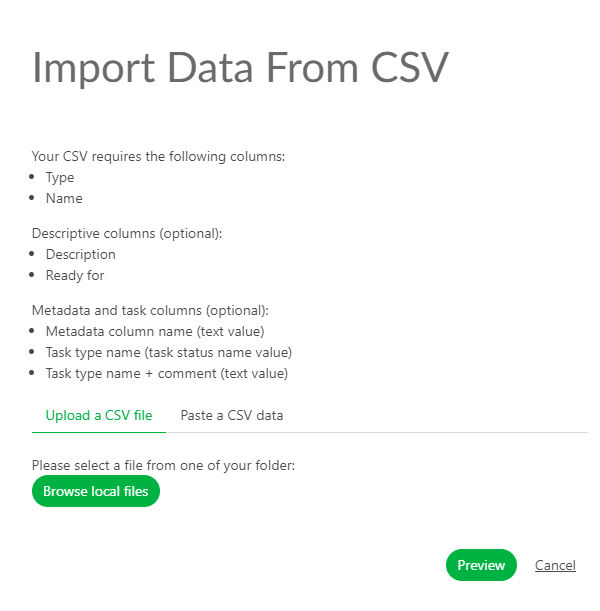 Import Data From CSV
Your CSV requires the following columns:
Type
Name
Descriptive columns (optional):
Description
Ready for
Metadata and task columns (optional):
Metadata column name (text value)
Task type name (task status name value)
Task type name + comment (text value)
Upload a CSV file Paste a CSV data
Please select a file from one of your folder:
Browse local files
Preview Cancel